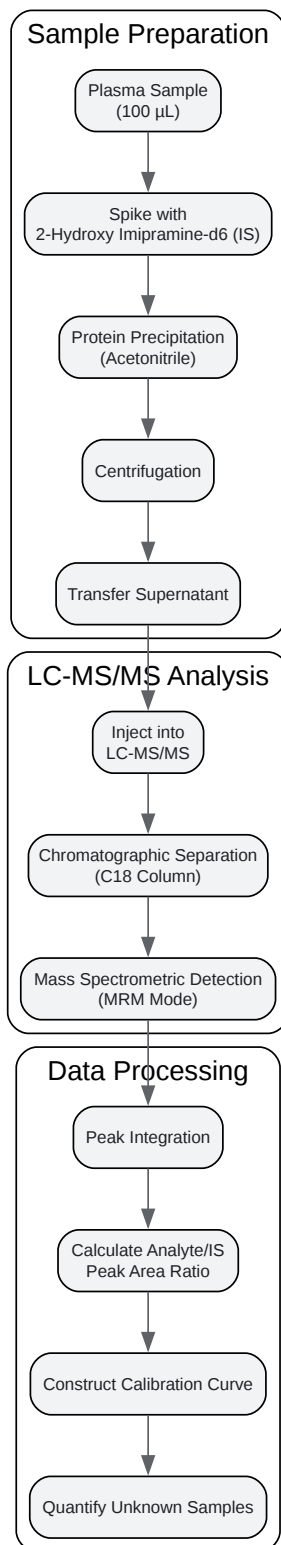 Sample Preparation
Plasma Sample
(100 µL)
Spike with
2-Hydroxy Imipramine-d6 (IS)
Protein Precipitation
(Acetonitrile)
Centrifugation
Transfer Supernatant
LC-MS/MS Analysis
Inject into
LC-MS/MS
Chromatographic Separation
(C18 Column)
Mass Spectrometric Detection
(MRM Mode)
Data Processing
Peak Integration
Calculate Analyte/IS
Peak Area Ratio
Construct Calibration Curve
Quantify Unknown Samples